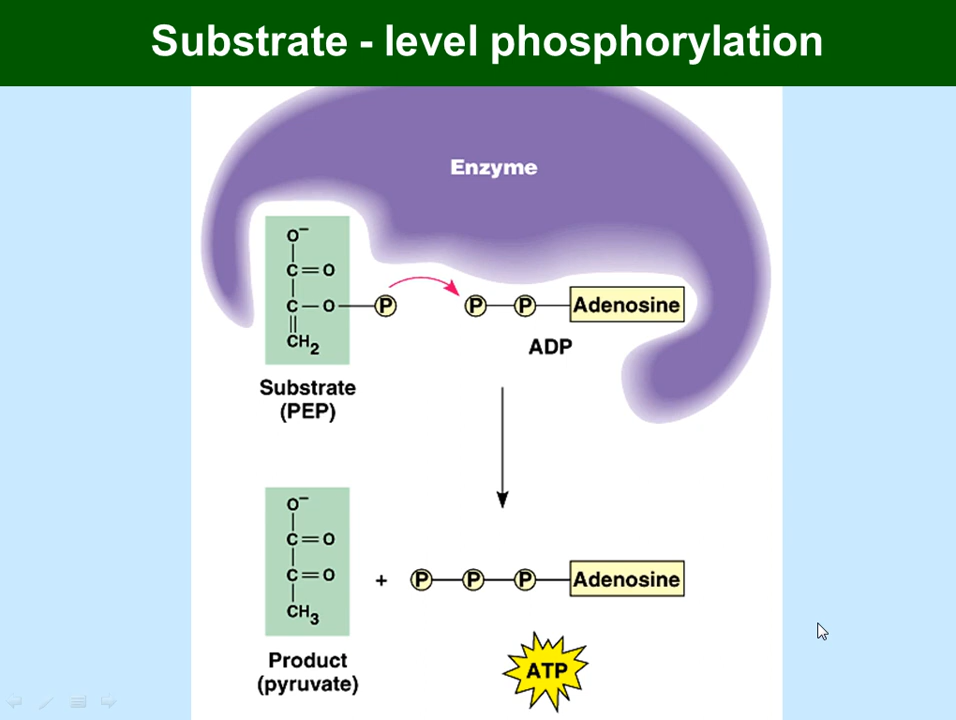 Substrate - level phosphorylation
Enzyme
O⁻
C=O
C—O—P
CH₂
P—P—Adenosine
ADP
Substrate
(PEP)
O⁻
C=O
C=O
CH₃
+
P—P—P—Adenosine
Product
(pyruvate)
ATP